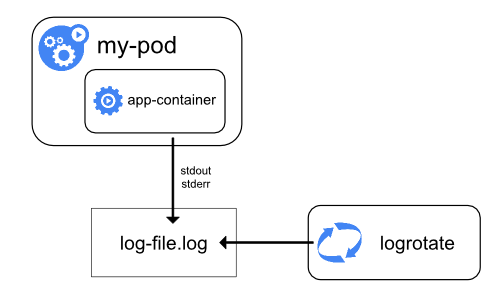 my-pod
app-container
stdout
stderr
log-file.log
logrotate